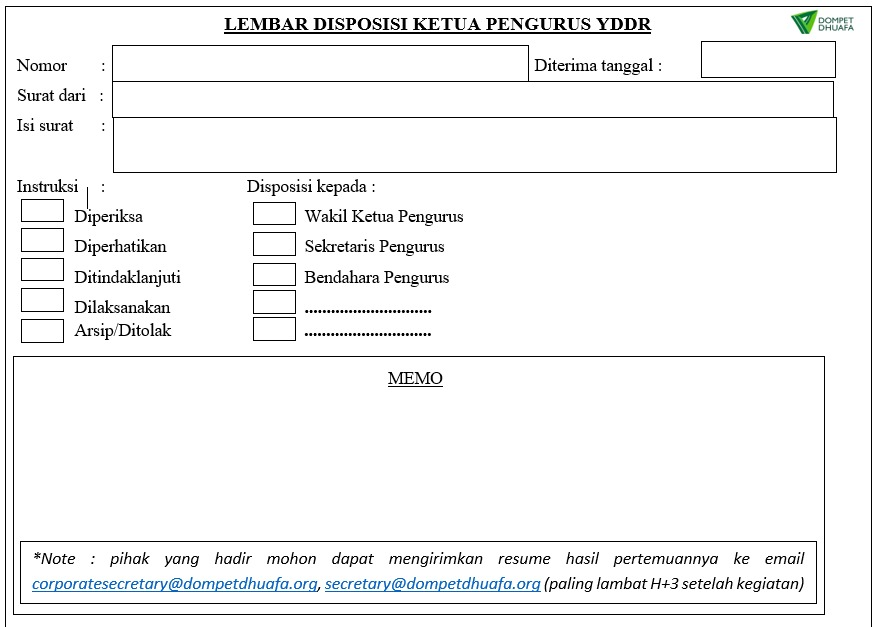 LEMBAR DISPOSISI KETUA PENGURUS YDDR
DOMPET
DHUAFA
Nomor : Diterima tanggal :
Surat dari :
Isi surat :
Instruksi : Disposisi kepada :
Diperiksa Wakil Ketua Pengurus
Diperhatikan Sekretaris Pengurus
Ditindaklanjuti Bendahara Pengurus
Dilaksanakan .............................
Arsip/Ditolak .............................
MEMO
*Note : pihak yang hadir mohon dapat mengirimkan resume hasil pertemuannya ke email
corporatesecretary@dompetdhuafa.org, secretary@dompetdhuafa.org (paling lambat H+3 setelah kegiatan)